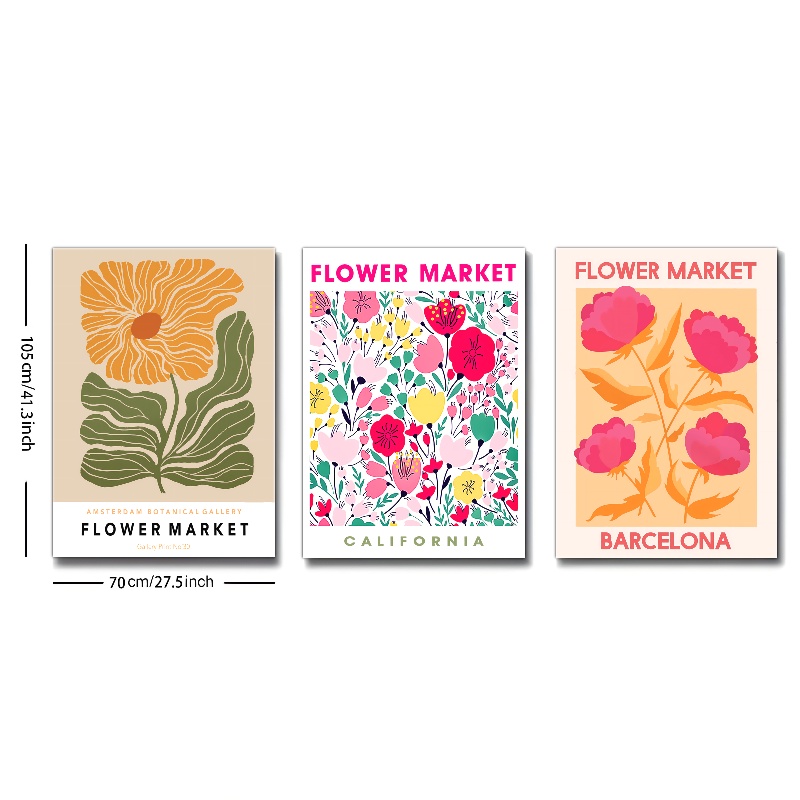 105cm/41.3inch
AMSTERDAM BOTANICAL GALLERY
FLOWER MARKET
70cm/27.5inch
FLOWER MARKET
CALIFORNIA
FLOWER MARKET
BARCELONA